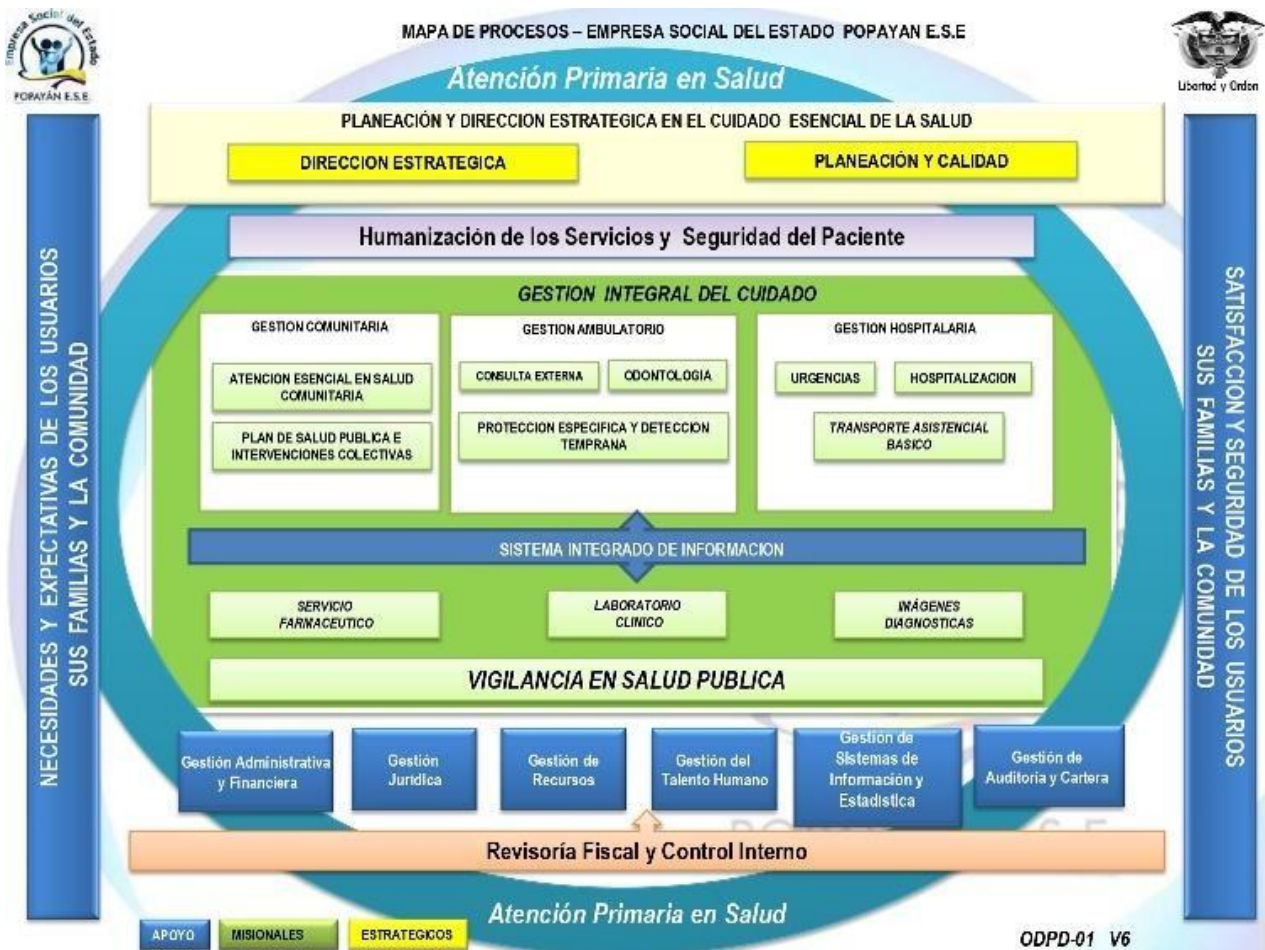 MAPA DE PROCESOS – EMPRESA SOCIAL DEL ESTADO POPAYAN E.S.E
Empresa Social del Estado
POPAYÁN E.S.E.
Libertad y Orden
Atención Primaria en Salud
PLANEACIÓN Y DIRECCION ESTRATEGICA EN EL CUIDADO ESENCIAL DE LA SALUD
DIRECCION ESTRATEGICA
PLANEACIÓN Y CALIDAD
NECESIDADES Y EXPECTATIVAS DE LOS USUARIOS
SUS FAMILIAS Y LA COMUNIDAD
Humanización de los Servicios y Seguridad del Paciente
GESTION INTEGRAL DEL CUIDADO
GESTION COMUNITARIA
ATENCION ESENCIAL EN SALUD
COMUNITARIA
PLAN DE SALUD PUBLICA E
INTERVENCIONES COLECTIVAS
GESTION AMBULATORIO
CONSULTA EXTERNA
ODONTOLOGIA
PROTECCION ESPECIFICA Y DETECCION
TEMPRANA
GESTION HOSPITALARIA
URGENCIAS
HOSPITALIZACION
TRANSPORTE ASISTENCIAL
BASICO
SISTEMA INTEGRADO DE INFORMACION
SERVICIO
FARMACEUTICO
LABORATORIO
CLINICO
IMÁGENES
DIAGNOSTICAS
VIGILANCIA EN SALUD PUBLICA
SATISFACCION Y SEGURIDAD DE LOS USUARIOS
SUS FAMILIAS Y LA COMUNIDAD
Gestión Administrativa
y Financiera
Gestión
Jurídica
Gestión de
Recursos
Gestión del
Talento Humano
Gestión de
Sistemas de
Información y
Estadística
Gestión de
Auditoria y Cartera
Revisoría Fiscal y Control Interno
Atención Primaria en Salud
APOYO
MISIONALES
ESTRATEGICOS
ODPD-01 V6